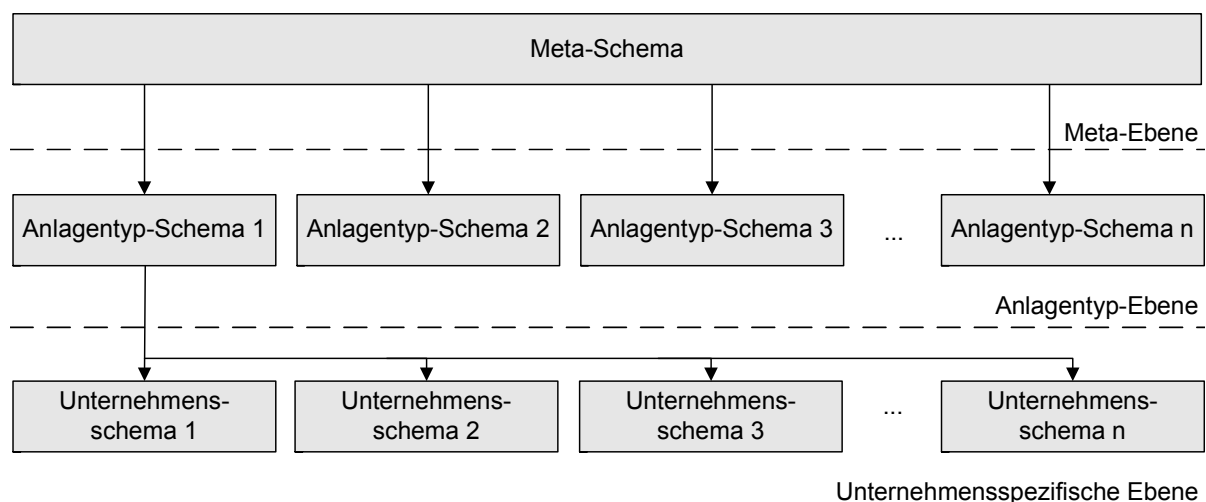 Meta-Schema
Meta-Ebene
Anlagentyp-Schema 1
Anlagentyp-Schema 2
Anlagentyp-Schema 3
...
Anlagentyp-Schema n
Anlagentyp-Ebene
Unternehmens-
schema 1
Unternehmens-
schema 2
Unternehmens-
schema 3
...
Unternehmens-
schema n
Unternehmensspezifische Ebene